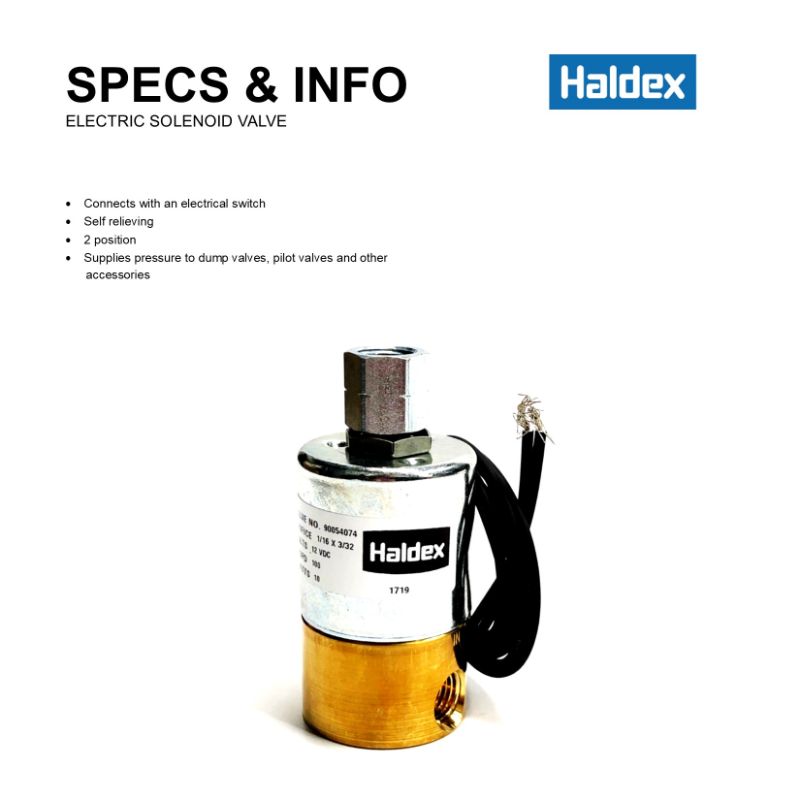 SPECS & INFO
Haldex
ELECTRIC SOLENOID VALVE
Connects with an electrical switch
Self relieving
2 position
Supplies pressure to dump valves, pilot valves and other
accessories
NO. 90054074
1/16 X 3/32
12 VDC
100
10
Haldex
1719
IN